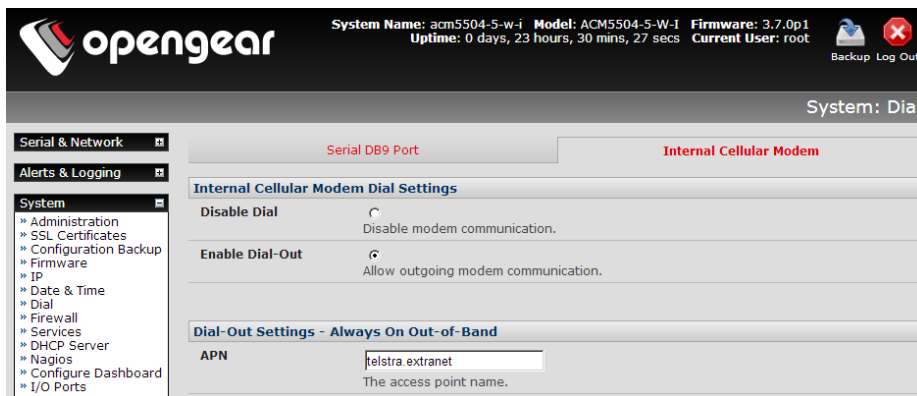 opengear
System Name: acm5504-5-w-i Model: ACM5504-5-W-I Firmware: 3.7.0p1
Uptime: 0 days, 23 hours, 30 mins, 27 secs Current User: root
Backup Log Out
System: Dia
Serial & Network
Alerts & Logging
System
» Administration
» SSL Certificates
» Configuration Backup
» Firmware
» IP
» Date & Time
» Dial
» Firewall
» Services
» DHCP Server
» Nagios
» Configure Dashboard
» I/O Ports
Serial DB9 Port
Internal Cellular Modem
Internal Cellular Modem Dial Settings
Disable Dial
Disable modem communication.
Enable Dial-Out
Allow outgoing modem communication.
Dial-Out Settings - Always On Out-of-Band
APN
telstra.extranet
The access point name.